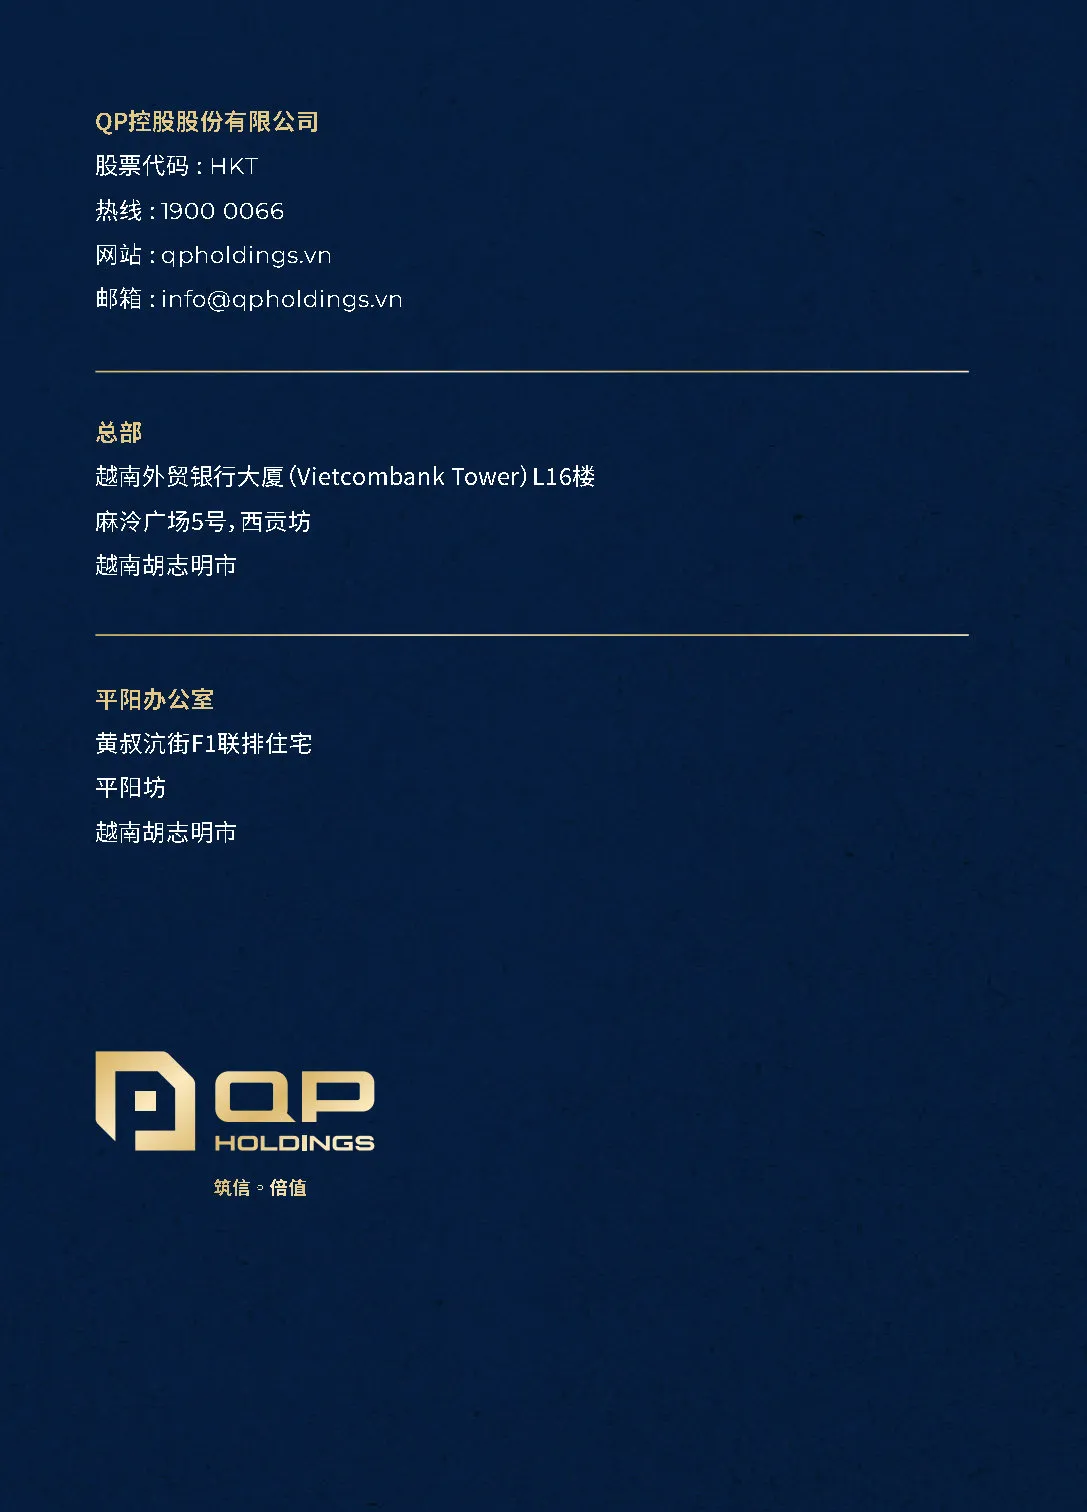 QP控股股份有限公司
股票代码 : HKT
热线 : 1900 0066
网站 : qpholdings.vn
邮箱 : info@qpholdings.vn
总部
越南外贸银行大厦（Vietcombank Tower）L16楼
麻泠广场5号，西贡坊
越南胡志明市
平阳办公室
黄叔沆街F1联排住宅
平阳坊
越南胡志明市
QP
HOLDINGS
筑信。倍值